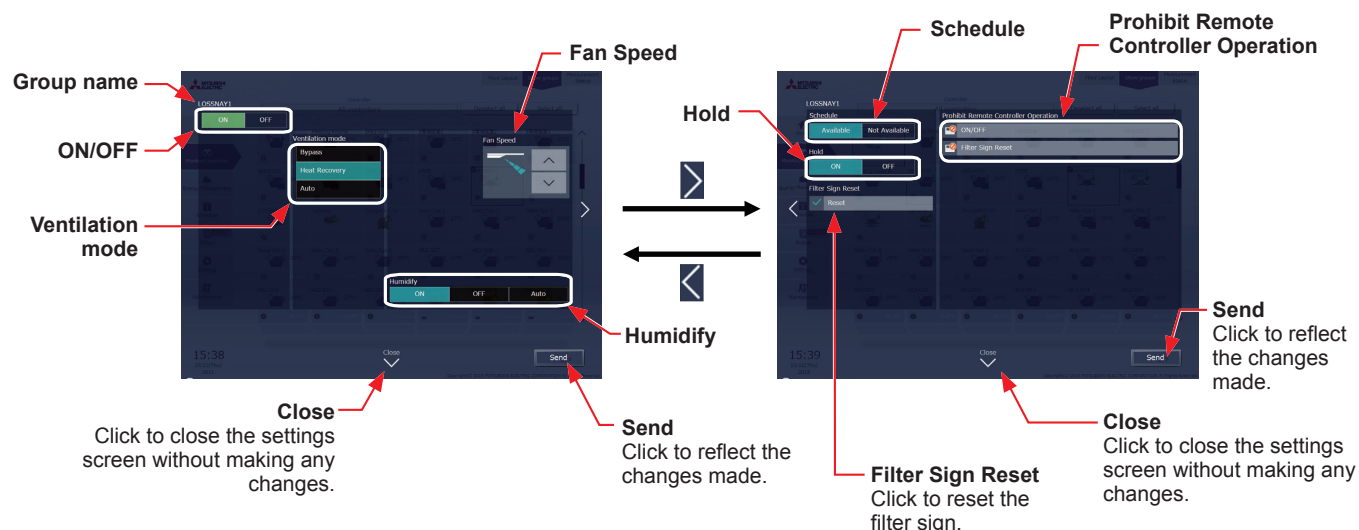 Group name
ON/OFF
Ventilation
mode
Fan Speed
MITSUBISHI
ELECTRIC
LOSSNAY1
ON OFF
Ventilation mode
Bypass
Heat Recovery
Auto
Fan Speed
Humidify
ON OFF Auto
15:38
Close
Send
Humidify
Close
Click to close the settings
screen without making any
changes.
Send
Click to reflect the
changes made.
Schedule
Prohibit Remote
Controller Operation
Hold
MITSUBISHI
ELECTRIC
LOSSNAY1
Schedule
Available Not Available
Hold
ON OFF
Filter Sign Reset
Reset
Prohibit Remote Controller Operation
ON/OFF
Filter Sign Reset
15:39
Close
Send
Send
Click to reflect
the changes
made.
Close
Click to close the settings
screen without making any
changes.
Filter Sign Reset
Click to reset the
filter sign.